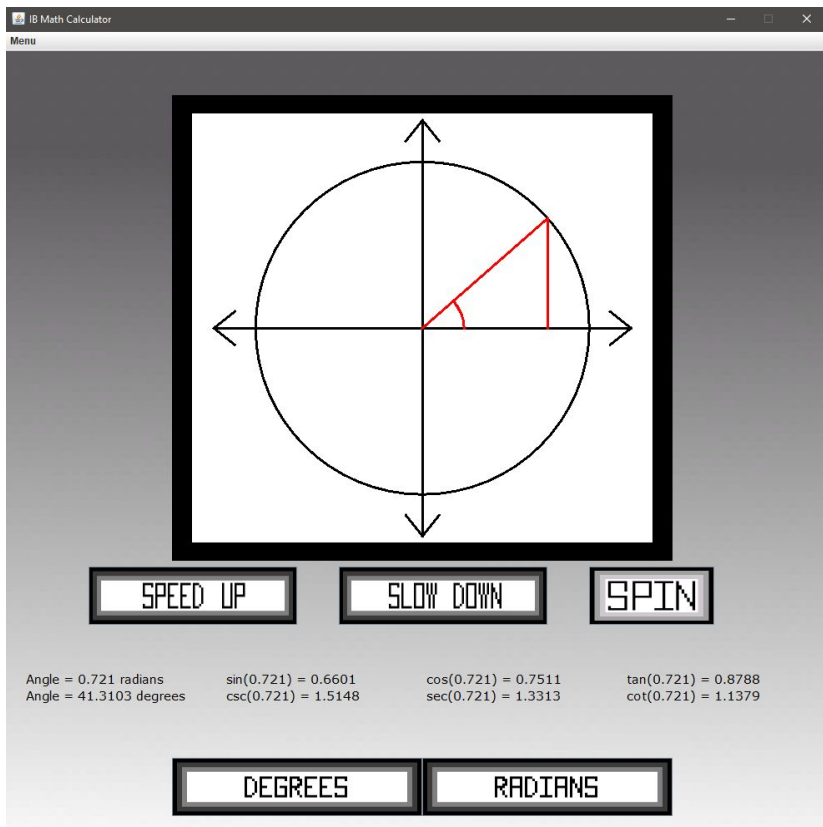 IB Math Calculator
Menu
SPEED UP
SLOW DOWN
SPIN
Angle = 0.721 radians
sin(0.721) = 0.6601
cos(0.721) = 0.7511
tan(0.721) = 0.8788
Angle = 41.3103 degrees
csc(0.721) = 1.5148
sec(0.721) = 1.3313
cot(0.721) = 1.1379
DEGREES
RADIANS